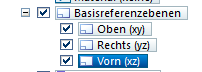 Basisreferenzebenen
Oben (xy)
Rechts (yz)
Vorn (xz)